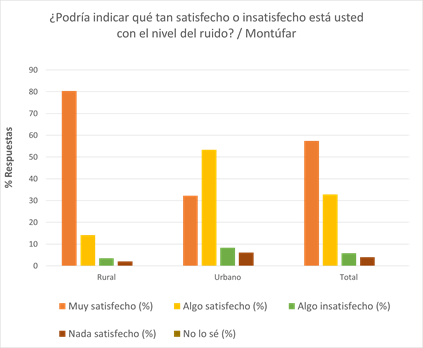 ¿Podría indicar qué tan satisfecho o insatisfecho está usted
con el nivel del ruido? / Montúfar
% Respuestas
90
80
70
60
50
40
30
20
10
0
Rural
Urbano
Total
Muy satisfecho (%)
Algo satisfecho (%)
Algo insatisfecho (%)
Nada satisfecho (%)
No lo sé (%)